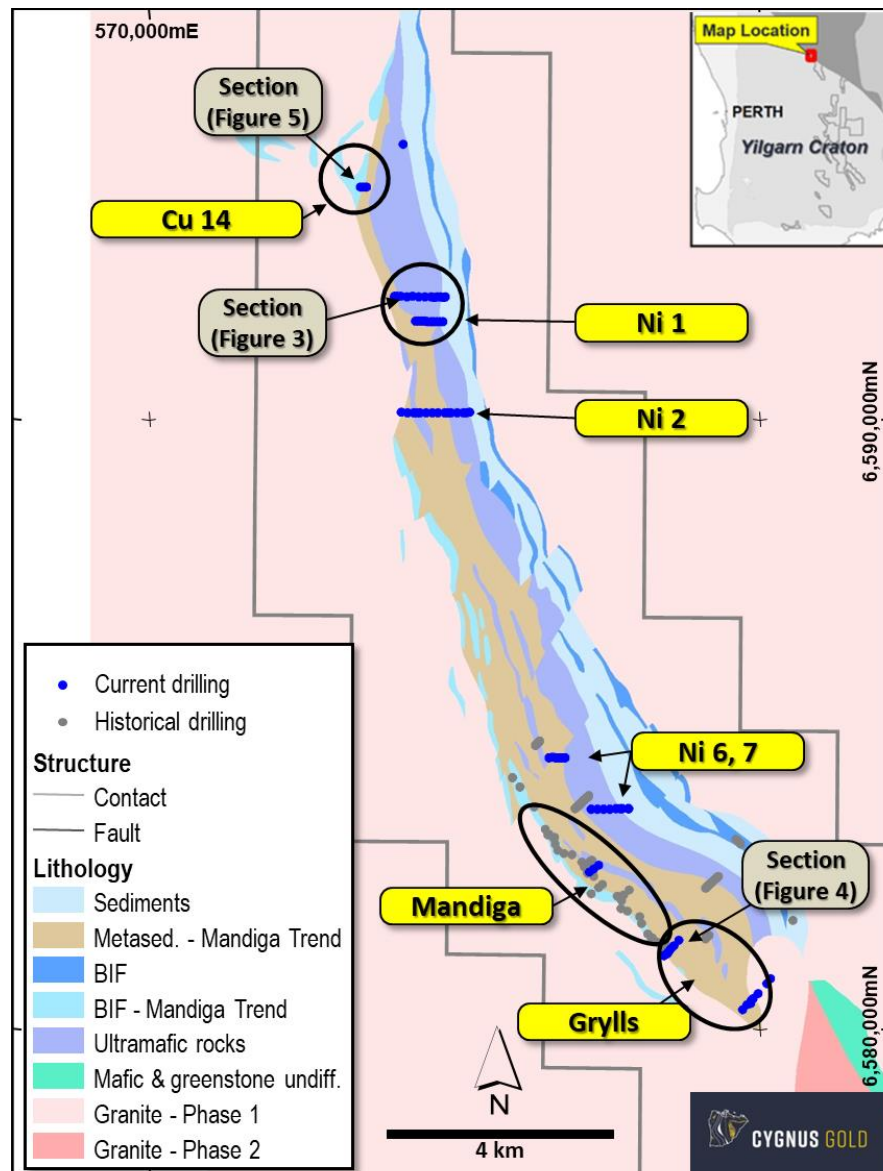 570,000mE
Map Location
PERTH
Yilgarn Craton
Section
(Figure 5)
Cu 14
Section
(Figure 3)
Ni 1
Ni 2
6,590,000mN
Current drilling
Historical drilling
Structure
Contact
Fault
Lithology
Sediments
Metased. - Mandiga Trend
BIF
BIF - Mandiga Trend
Ultramafic rocks
Mafic & greenstone undiff.
Granite - Phase 1
Granite - Phase 2
Ni 6, 7
Section
(Figure 4)
Mandiga
Grylls
6,580,000mN
N
4 km
CYGNUS GOLD